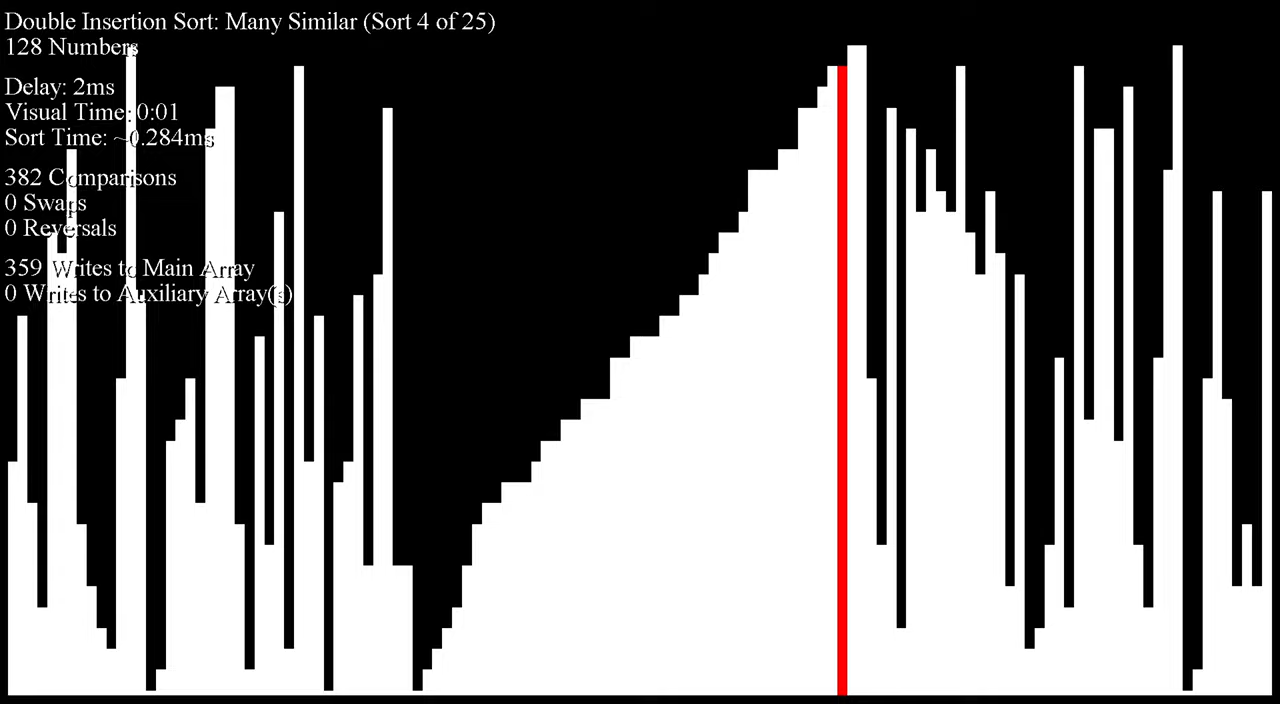 Double Insertion Sort: Many Similar (Sort 4 of 25)
128 Numbers
Delay: 2ms
Visual Time: 0:01
Sort Time: ~0.284ms
382 Comparisons
0 Swaps
0 Reversals
359 Writes to Main Array
0 Writes to Auxiliary Array(s)